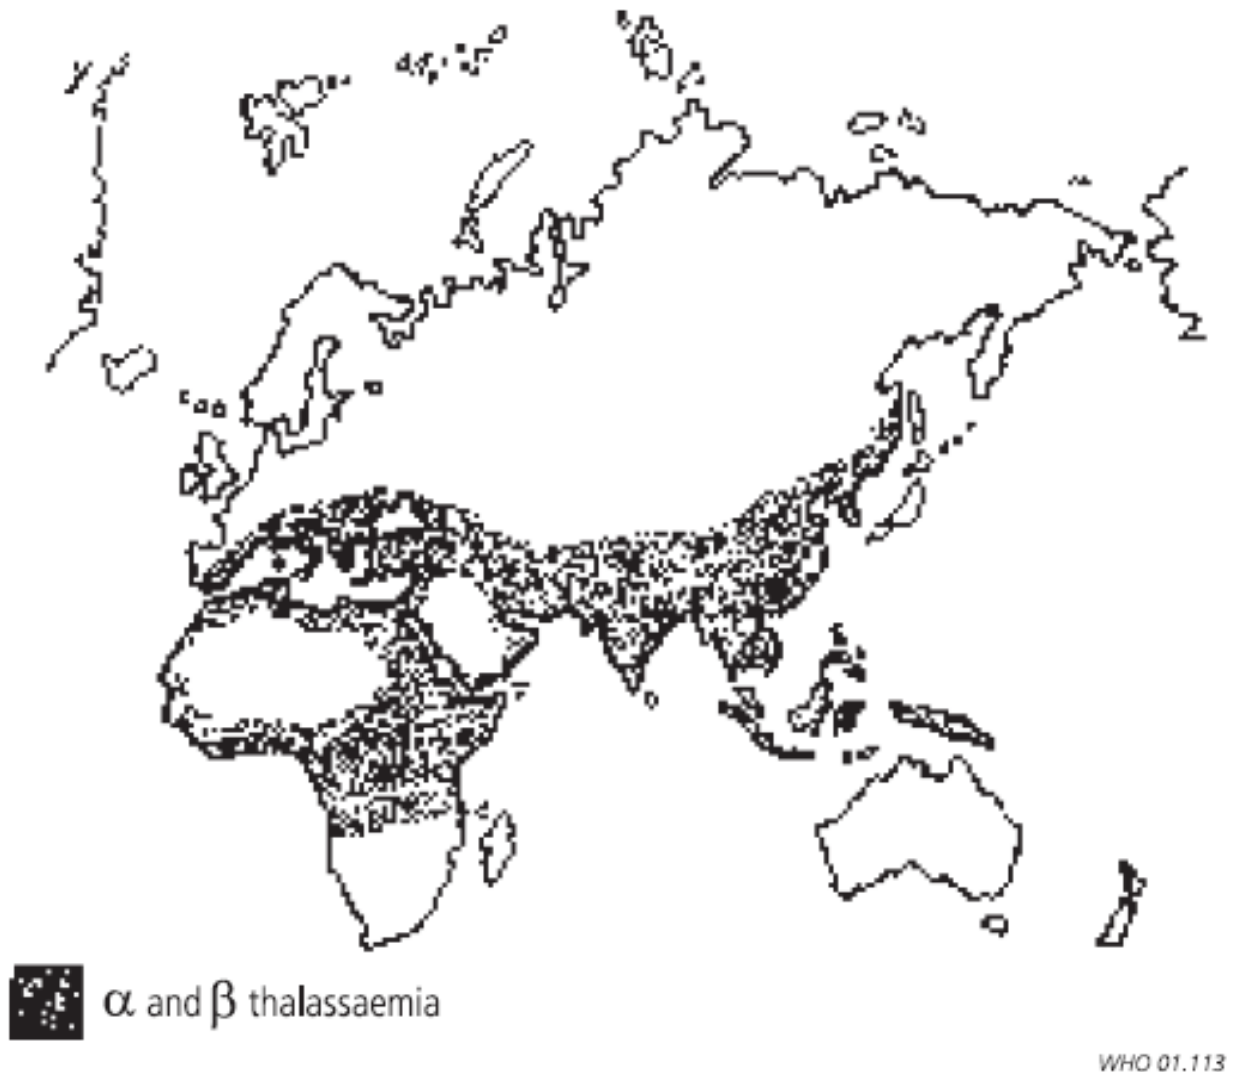 α and β thalassaemia
WHO 01.113